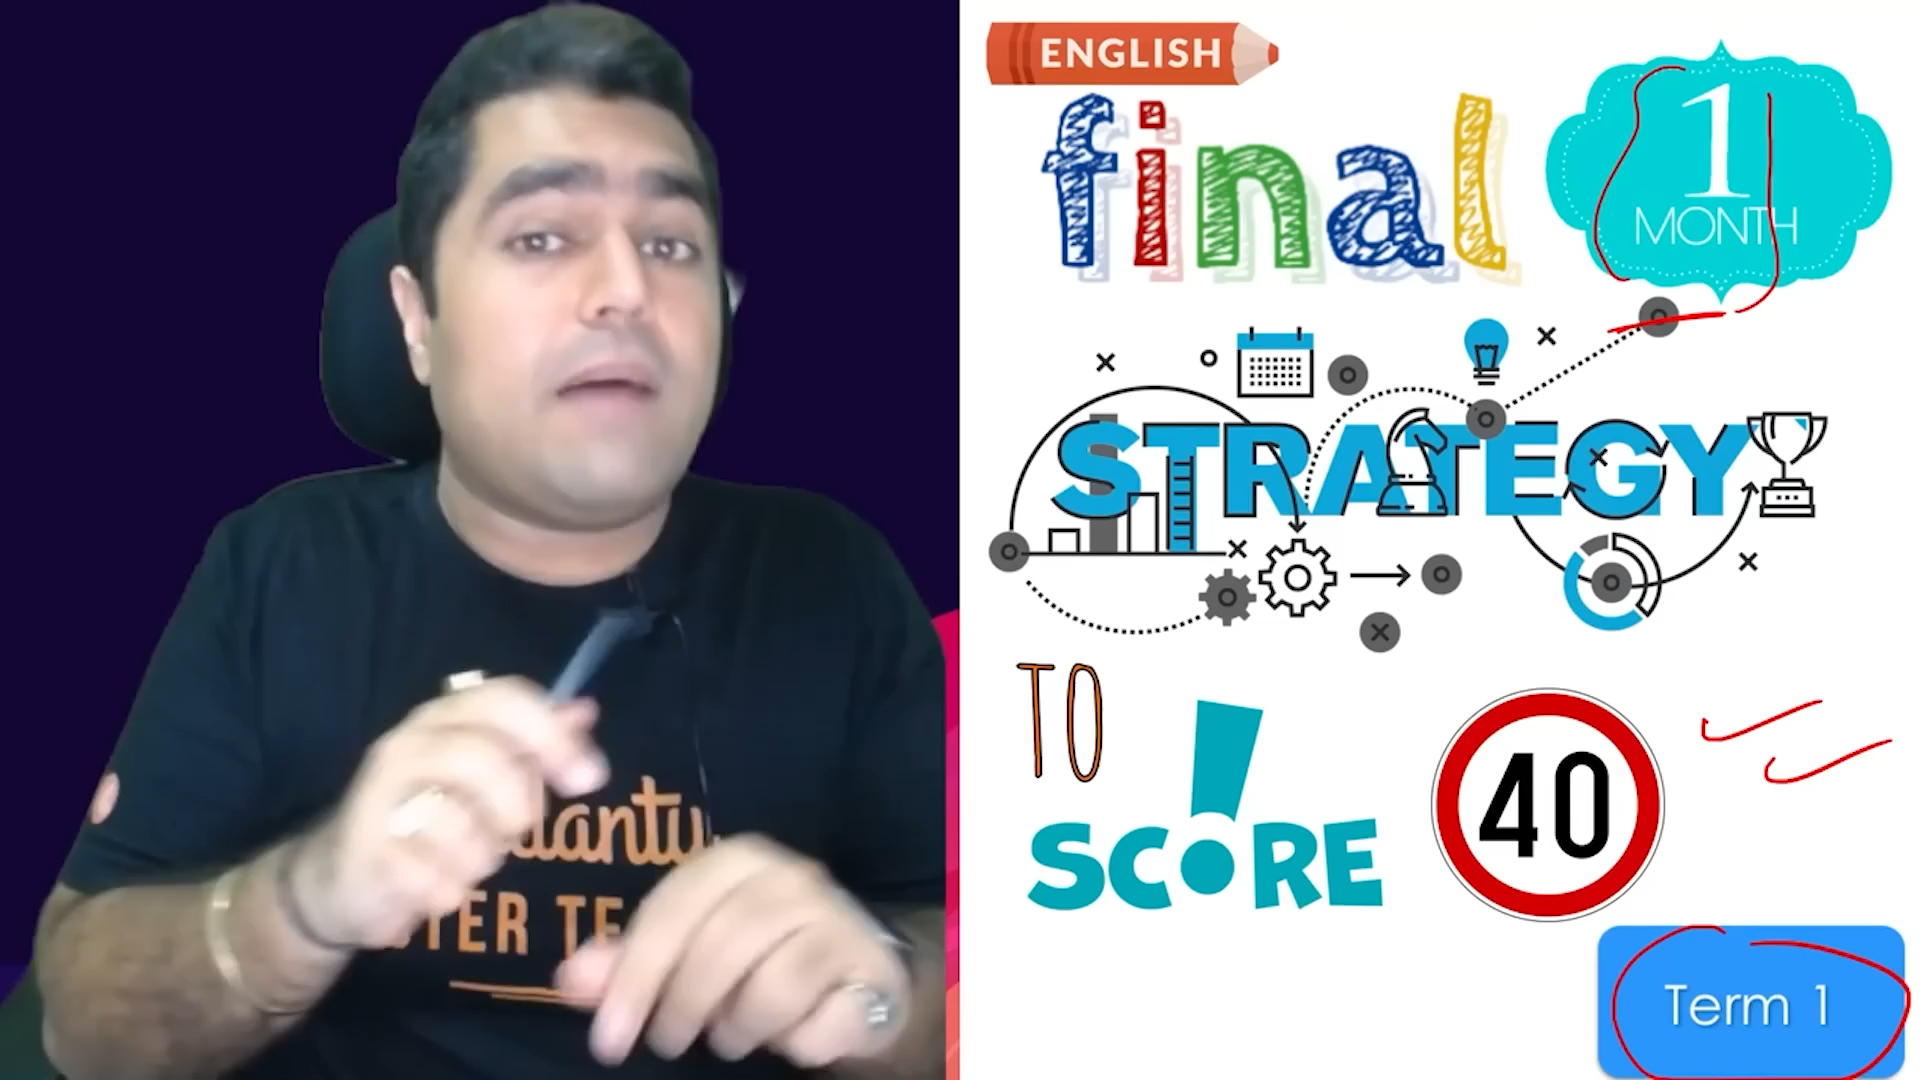 ENGLISH
final
1
MONTH
STRATEGY
TO
SCORE
40
Term 1